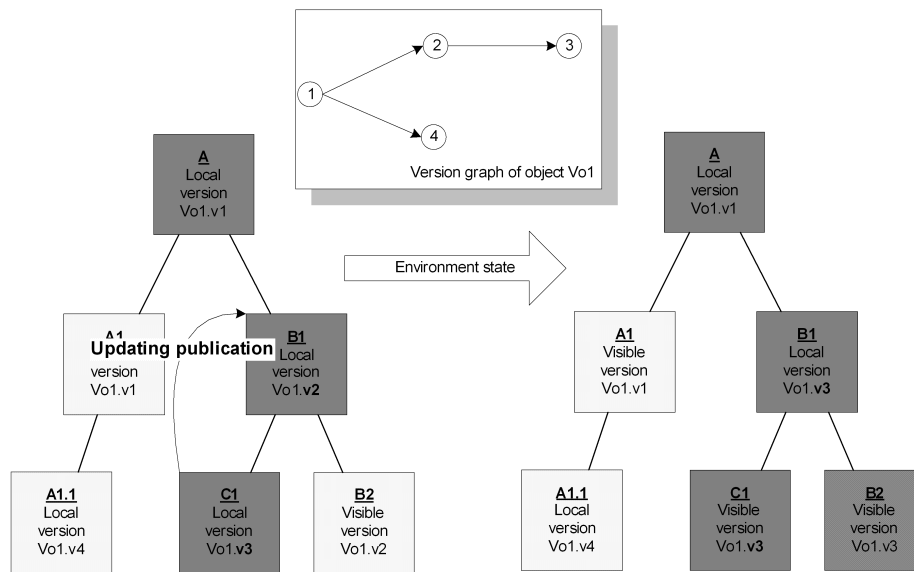 1
2
3
4
Version graph of object Vo1
A
Local
version
Vo1.v1
A1
Updating publication
version
Vo1.v1
B1
Local
version
Vo1.v2
A1.1
Local
version
Vo1.v4
C1
Local
version
Vo1.v3
B2
Visible
version
Vo1.v2
Environment state
A
Local
version
Vo1.v1
A1
Visible
version
Vo1.v1
B1
Local
version
Vo1.v3
A1.1
Local
version
Vo1.v4
C1
Visible
version
Vo1.v3
B2
Visible
version
Vo1.v3